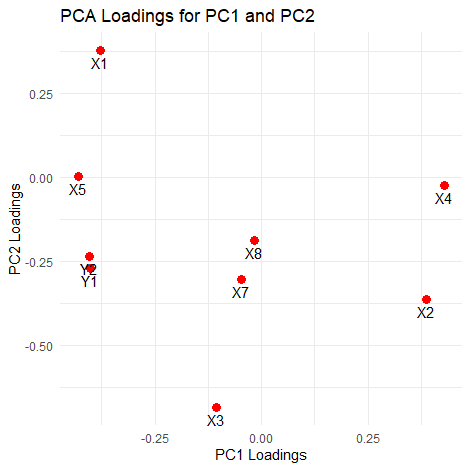 PCA Loadings for PC1 and PC2
X1
0.25
0.00
X5
X4
X8
Y2
-0.25
Y1
X7
X2
-0.50
X3
-0.25
0.00
0.25
PC1 Loadings
PC2 Loadings